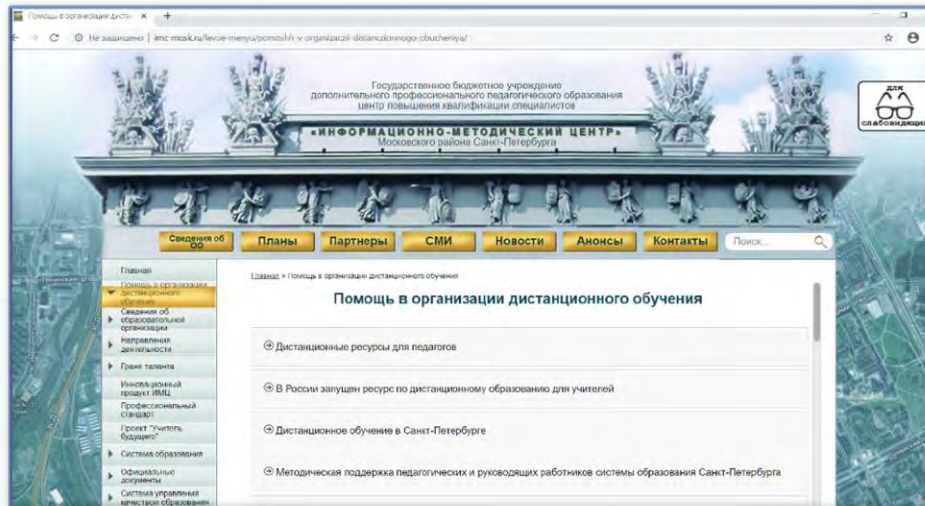 Помощь в организации диста
Не защищено | imc-mosk.ru/levoe-menyu/pomoshh-v-organizaczii-distanczionnogo-obucheniya/
Государственное бюджетное учреждение
дополнительного профессионального педагогического образования
центр повышения квалификации специалистов
«ИНФОРМАЦИОННО-МЕТОДИЧЕСКИЙ ЦЕНТР»
Московского района Санкт-Петербурга
для
слабовидящих
Сведения об ОО
Планы
Партнеры
СМИ
Новости
Анонсы
Контакты
Поиск...
Главная
Помощь в организации
дистанционного
обучения
Сведения об
образовательной
организации
Направления
деятельности
Грани таланта
Инновационный
продукт ИМЦ
Профессиональный
стандарт
Проект "Учитель
будущего"
Система образования
Официальные
документы
Система управления
качеством образования
Главная » Помощь в организации дистанционного обучения
Помощь в организации дистанционного обучения
Дистанционные ресурсы для педагогов
В России запущен ресурс по дистанционному образованию для учителей
Дистанционное обучение в Санкт-Петербурге
Методическая поддержка педагогических и руководящих работников системы образования Санкт-Петербурга